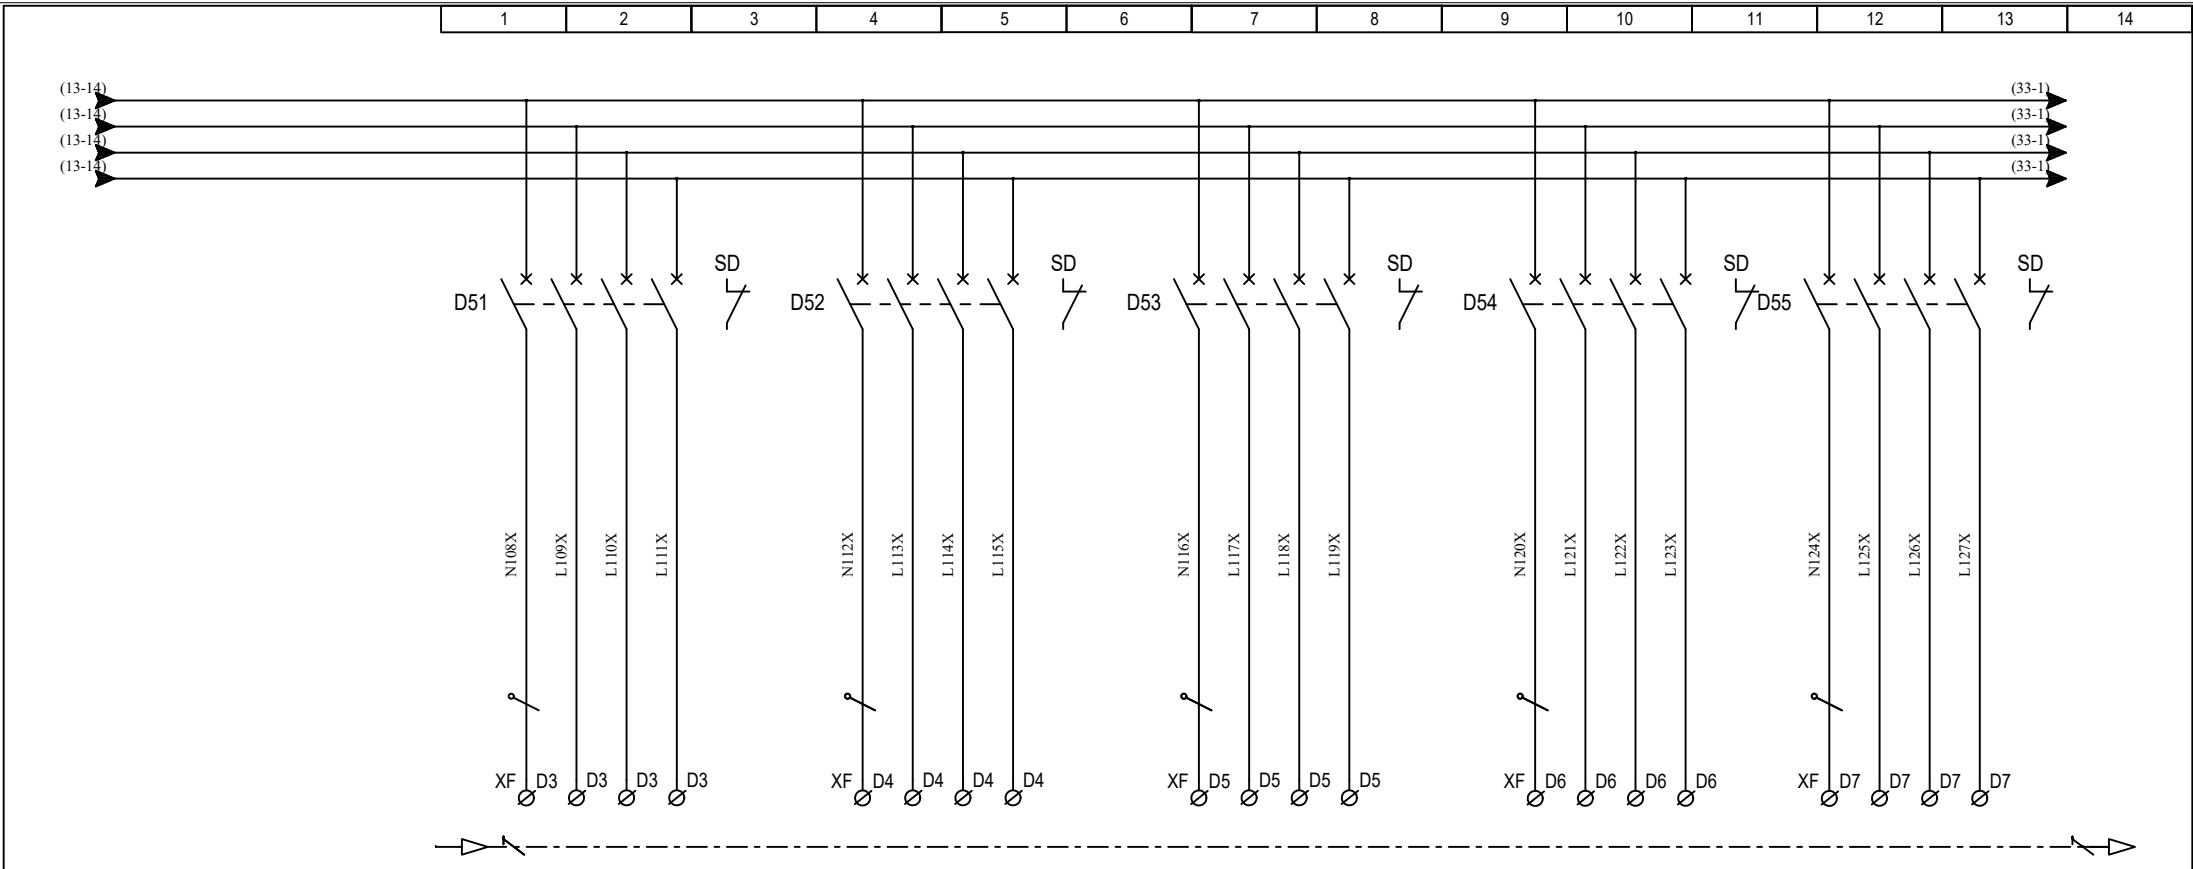 1 2 3 4 5 6 7 8 9 10 11 12 13 14
(13-14) (33-1)
(13-14) (33-1)
(13-14) (33-1)
(13-14) (33-1)
SD SD SD SD SD
D51 D52 D53 D54 D55
N108X L109X L110X L111X N112X L113X L114X L115X N116X L117X L118X L119X N120X L121X L122X L123X N124X L125X L126X L127X
XF D3 D3 D3 D3 XF D4 D4 D4 D4 XF D5 D5 D5 D5 XF D6 D6 D6 D6 XF D7 D7 D7 D7